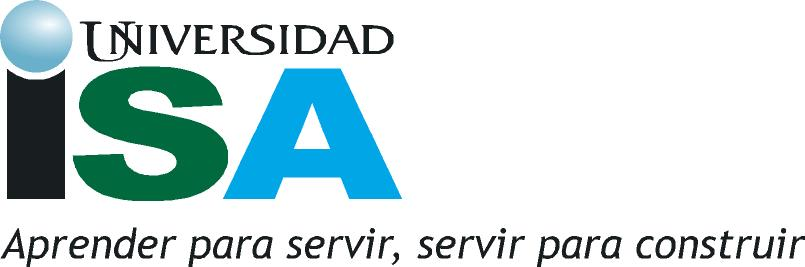 UNIVERSIDAD
iSA
Aprender para servir, servir para construir